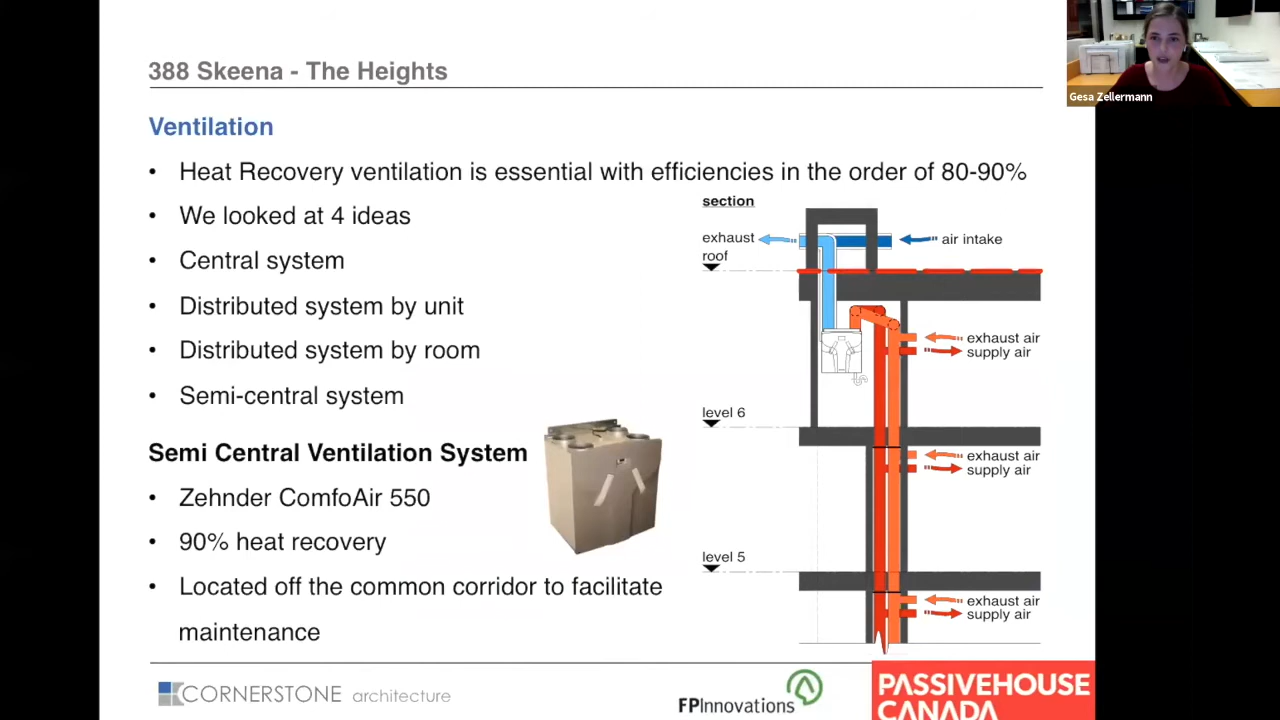 388 Skeena - The Heights
Gesa Zellermann
Ventilation
• Heat Recovery ventilation is essential with efficiencies in the order of 80-90%
• We looked at 4 ideas
• Central system
• Distributed system by unit
• Distributed system by room
• Semi-central system
Semi Central Ventilation System
• Zehnder ComfoAir 550
• 90% heat recovery
• Located off the common corridor to facilitate
maintenance
section
exhaust
air intake
roof
exhaust air
supply air
level 6
exhaust air
supply air
level 5
exhaust air
supply air
CORNERSTONE architecture
FPInnovations
PASSIVEHOUSE
CANADA